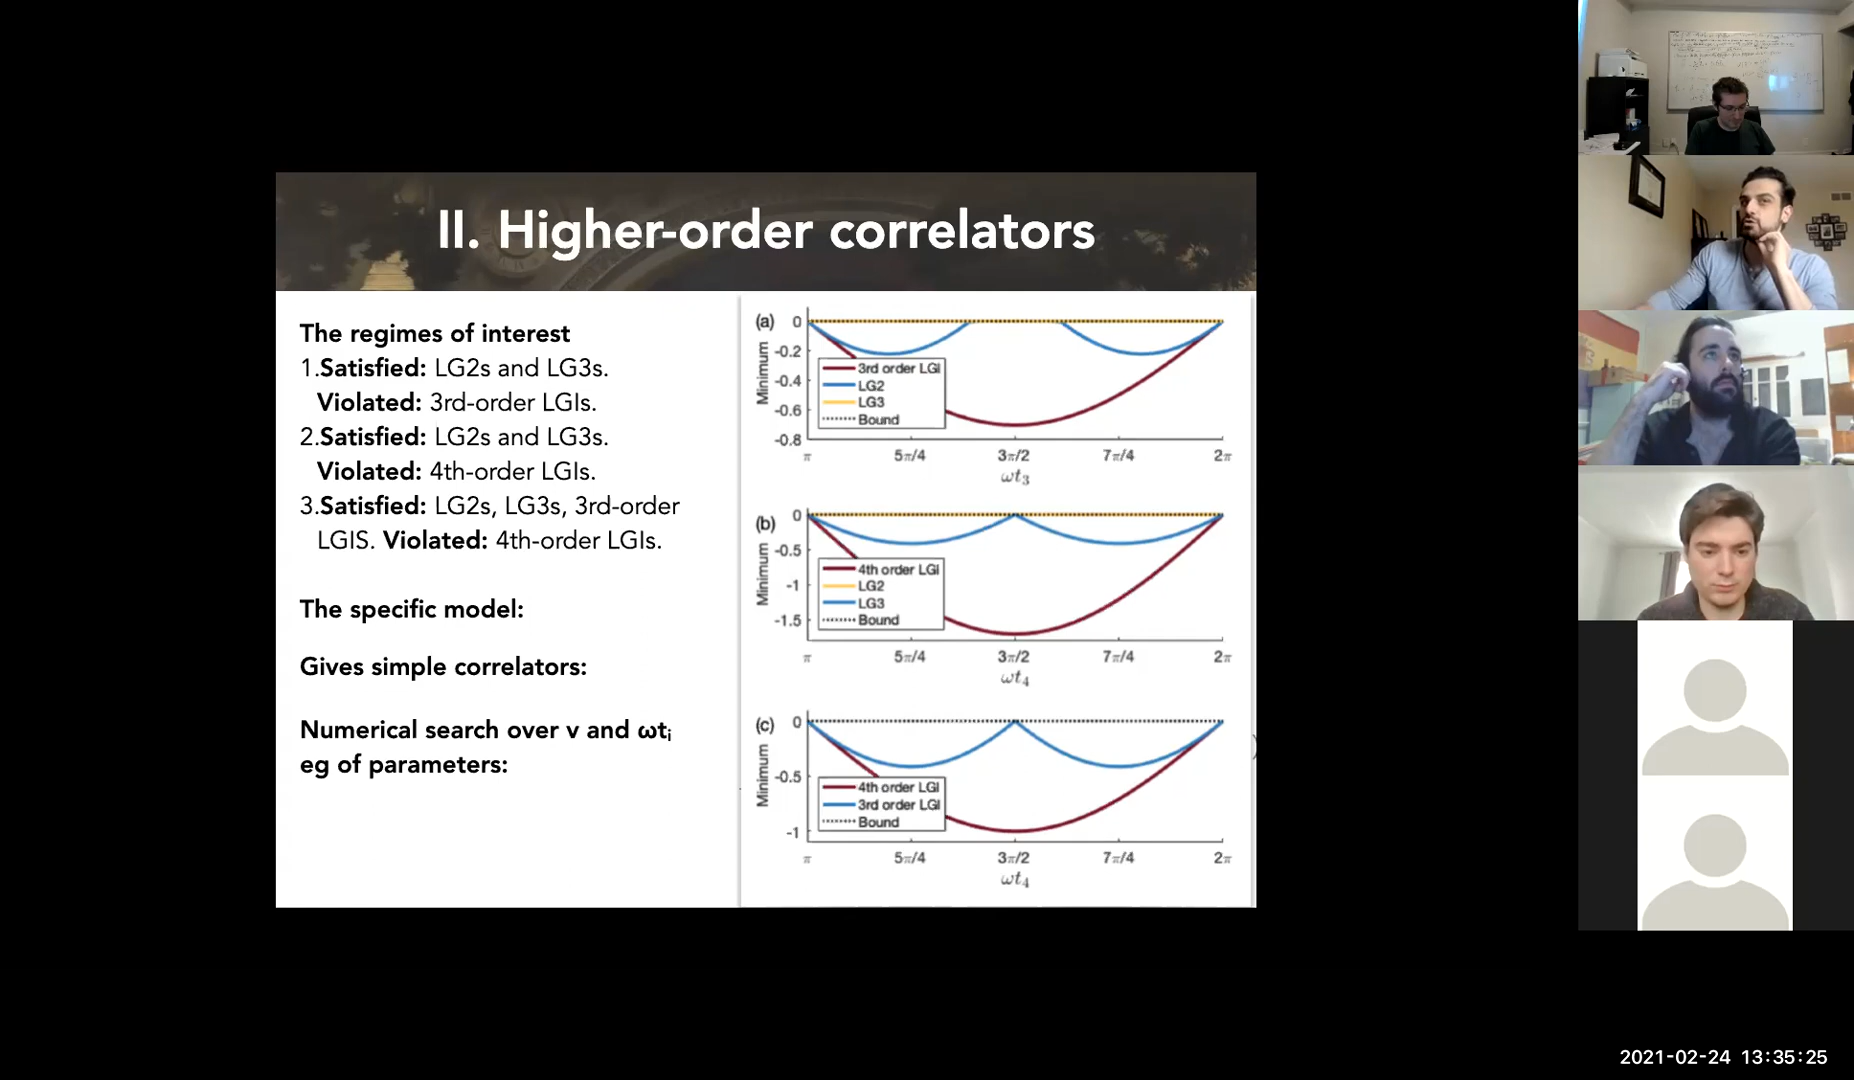 II. Higher-order correlators
The regimes of interest
1.Satisfied: LG2s and LG3s.
Violated: 3rd-order LGIs.
2.Satisfied: LG2s and LG3s.
Violated: 4th-order LGIs.
3.Satisfied: LG2s, LG3s, 3rd-order
LGIS. Violated: 4th-order LGIs.
The specific model:
Gives simple correlators:
Numerical search over v and ωtᵢ
eg of parameters:
(a)
Minimum
0
-0.2
-0.4
-0.6
-0.8
3rd order LGI
LG2
LG3
Bound
π 5π/4 3π/2 7π/4 2π
ωt₃
(b)
Minimum
0
-0.5
-1
-1.5
4th order LGI
LG2
LG3
Bound
π 5π/4 3π/2 7π/4 2π
ωt₄
(c)
Minimum
0
-0.5
-1
4th order LGI
3rd order LGI
Bound
π 5π/4 3π/2 7π/4 2π
ωt₄
2021-02-24 13:35:25